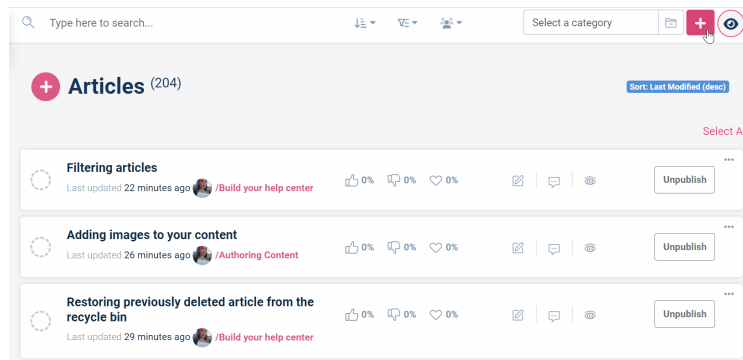 Type here to search...
Select a category
Articles (204)
Sort: Last Modified (desc)
Select A
Filtering articles
Last updated 22 minutes ago /Build your help center
0% 0% 0%
Unpublish
Adding images to your content
Last updated 26 minutes ago /Authoring Content
0% 0% 0%
Unpublish
Restoring previously deleted article from the
recycle bin
Last updated 29 minutes ago /Build your help center
0% 0% 0%
Unpublish